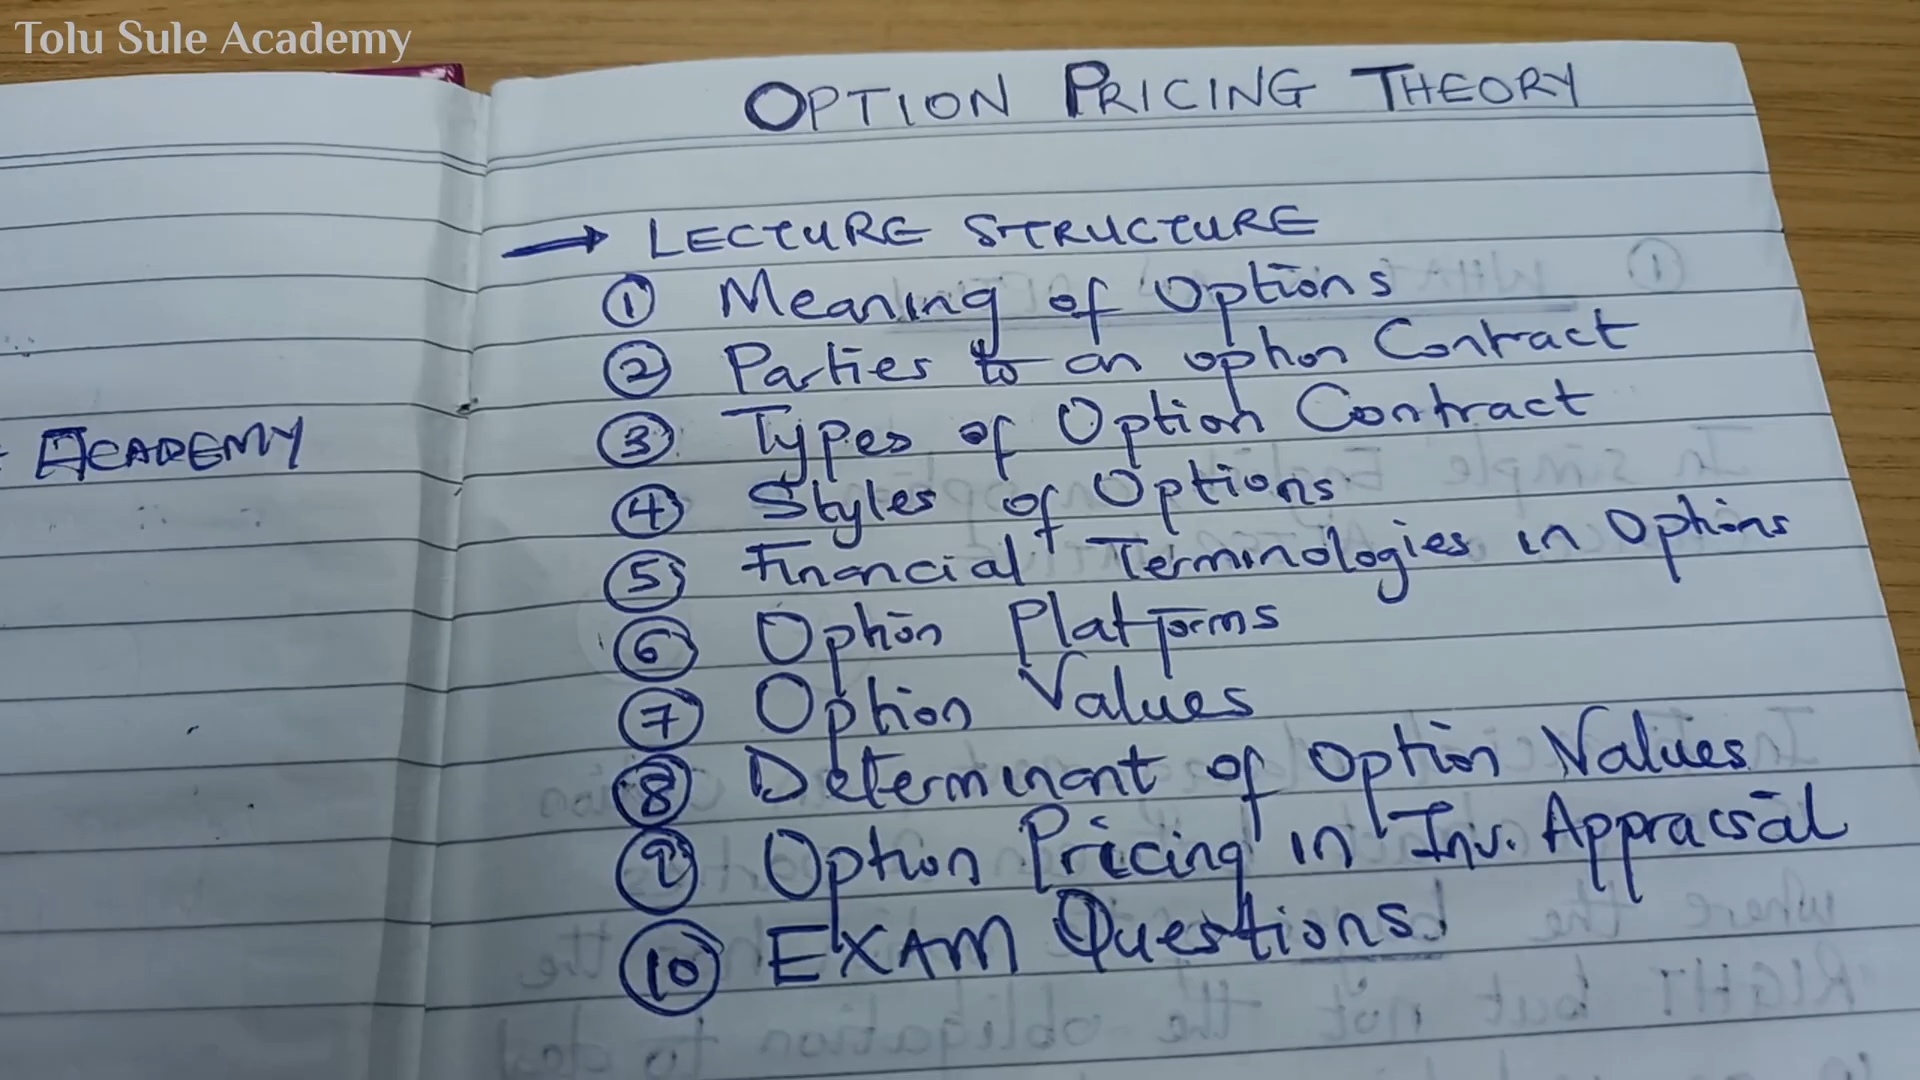 Tolu Sule Academy
OPTION PRICING THEORY
→ LECTURE STRUCTURE
① Meaning of Options
② Parties to an option Contract
③ Types of Option Contract
④ Styles of Options
⑤ Financial Terminologies in Options
⑥ Option Platforms
⑦ Option Values
⑧ Determinant of Option Values
⑨ Option Pricing in Inv. Appraisal
⑩ EXAM Questions
ACADEMY